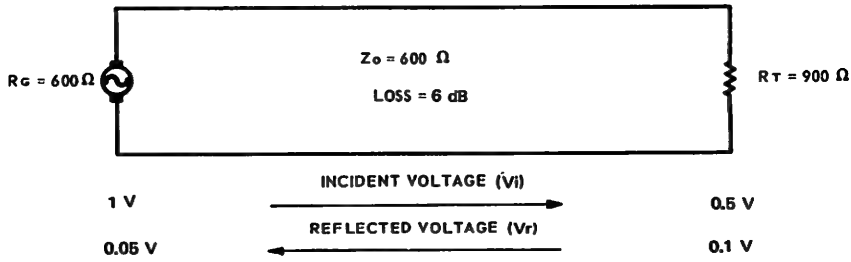 Zo = 600 Ω
RG = 600 Ω
LOSS = 6 dB
RT = 900 Ω
INCIDENT VOLTAGE (Vi)
1 V
0.5 V
REFLECTED VOLTAGE (Vr)
0.05 V
0.1 V